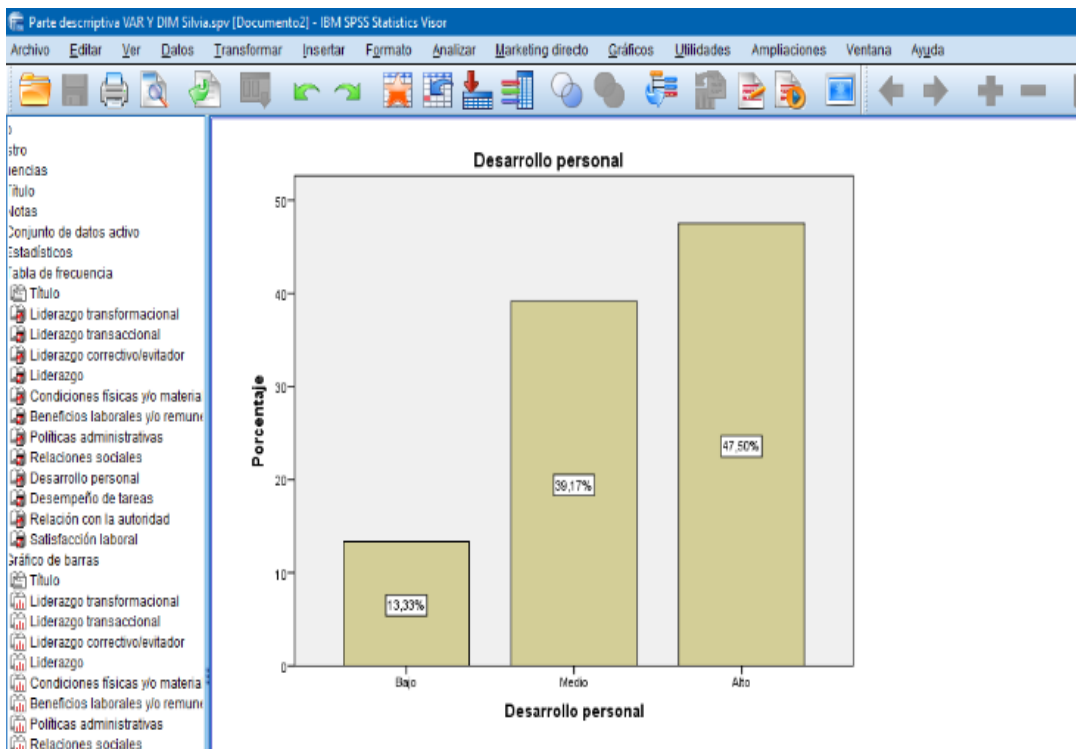 Parte descrriptiva VAR Y DIM Silvia.spv [Documento2] - IBM SPSS Statistics Visor
Archivo Editar Ver Datos Transformar Insertar Formato Analizar Marketing directo Gráficos Utilidades Ampliaciones Ventana Ayuda
stro
iencias
Título
Notas
Conjunto de datos activo
Estadísticos
Tabla de frecuencia
Título
Liderazgo transformacional
Liderazgo transaccional
Liderazgo correctivo/evitador
Liderazgo
Condiciones físicas y/o materia
Beneficios laborales y/o remune
Políticas administrativas
Relaciones sociales
Desarrollo personal
Desempeño de tareas
Relación con la autoridad
Satisfacción laboral
Gráfico de barras
Título
Liderazgo transformacional
Liderazgo transaccional
Liderazgo correctivo/evitador
Liderazgo
Condiciones físicas y/o materia
Beneficios laborales y/o remune
Políticas administrativas
Relaciones sociales
Desarrollo personal
Porcentaje
50
40
30
20
10
0
13,33%
39,17%
47,50%
Bajo Medio Alto
Desarrollo personal